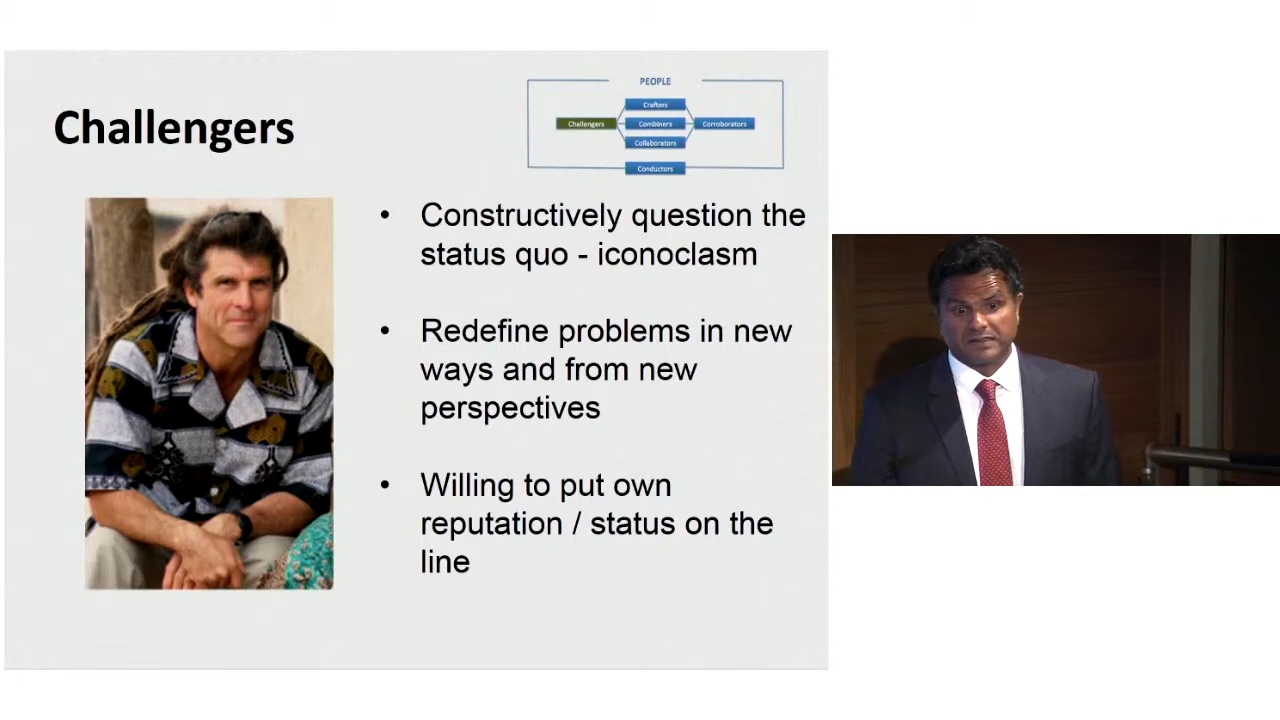 Challengers
PEOPLE
Crafters
Challengers
Combiners
Corroborators
Collaborators
Conductors
• Constructively question the
status quo - iconoclasm
• Redefine problems in new
ways and from new
perspectives
• Willing to put own
reputation / status on the
line